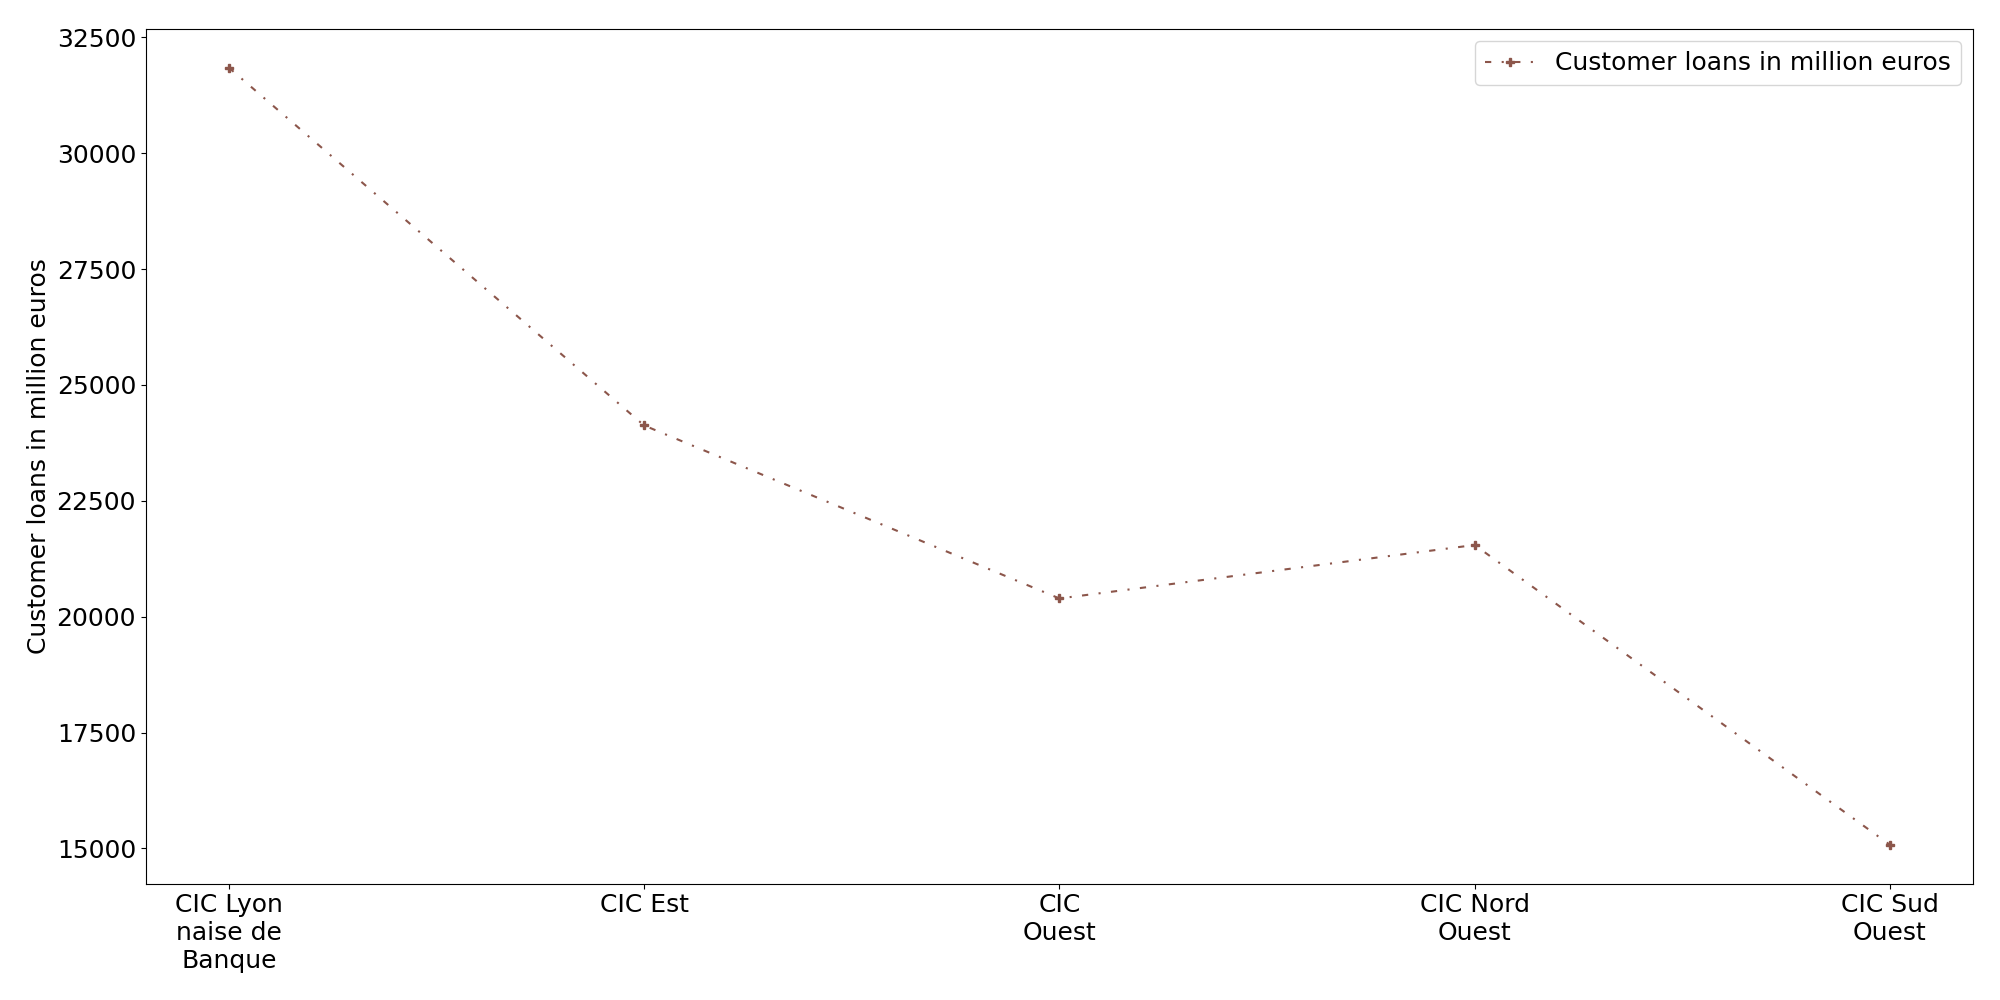 Customer loans in million euros
Customer loans in million euros
32500
30000
27500
25000
22500
20000
17500
15000
CIC Lyon
naise de
Banque
CIC Est
CIC
Ouest
CIC Nord
Ouest
CIC Sud
Ouest